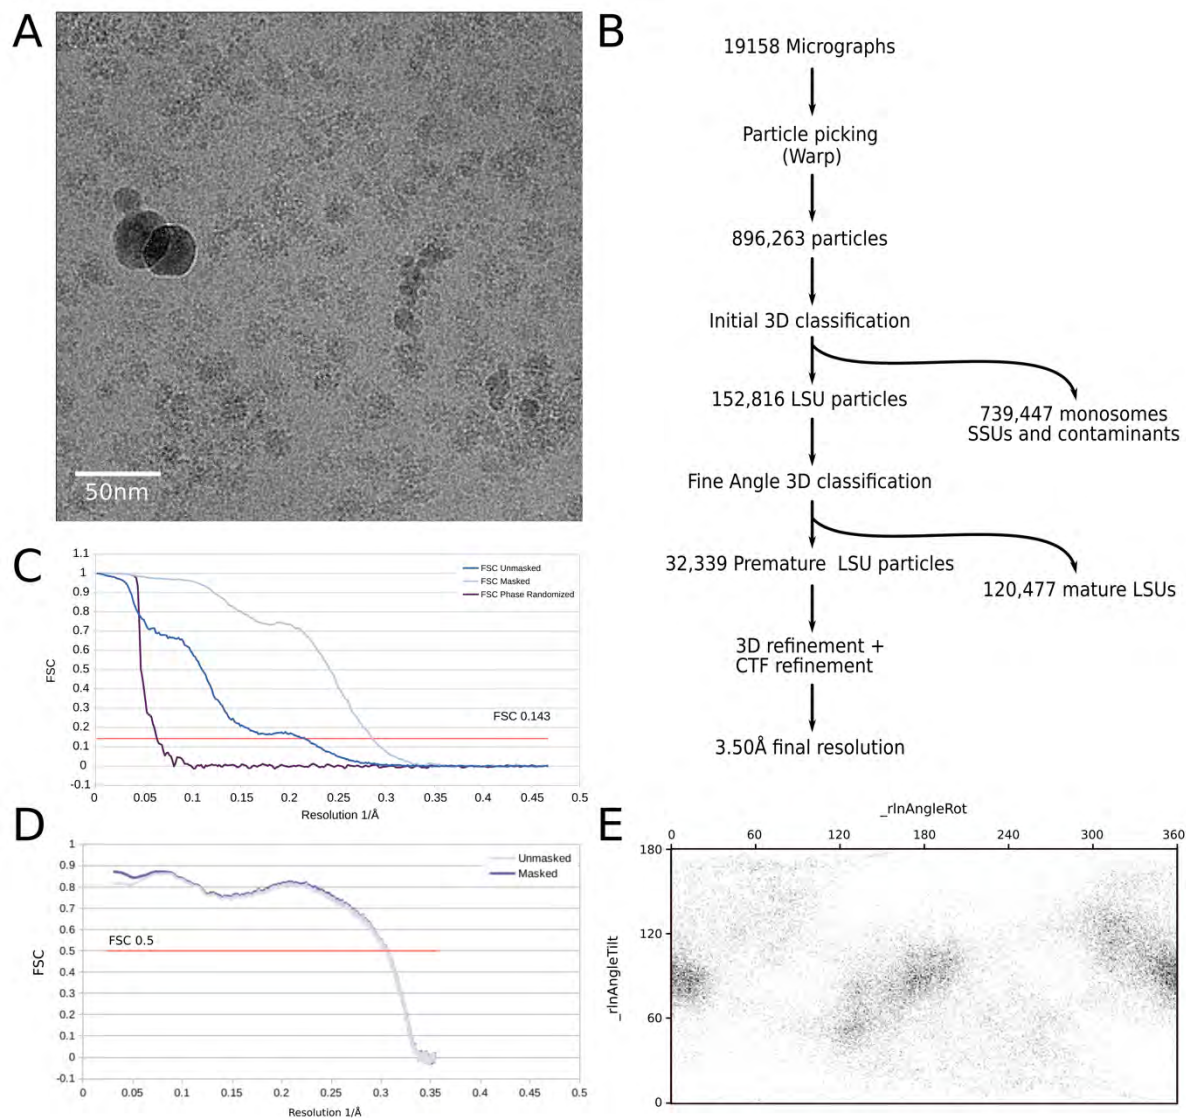 A
50nm
B
19158 Micrographs
Particle picking
(Warp)
896,263 particles
Initial 3D classification
152,816 LSU particles
739,447 monosomes
SSUs and contaminants
Fine Angle 3D classification
32,339 Premature LSU particles
120,477 mature LSUs
3D refinement +
CTF refinement
3.50Å final resolution
C
1.1
1
0.9
0.8
0.7
0.6
0.5
0.4
0.3
0.2
0.1
0
-0.1
FSC
FSC Unmasked
FSC Masked
FSC Phase Randomized
FSC 0.143
0 0.05 0.15 0.15 0.2 0.25 0.3 0.35 0.4 0.45 0.5
Resolution 1/Å
D
1
0.9
0.8
0.7
0.6
0.5
0.4
0.3
0.2
0.1
0
-0.1
FSC
Unmasked
Masked
FSC 0.5
0 0.05 0.1 0.15 0.2 0.25 0.3 0.35 0.4 0.45 0.5
Resolution 1/Å
E
_rlnAngleRot
0 60 120 180 240 300 360
180
120
60
0
_rlnAngleTilt